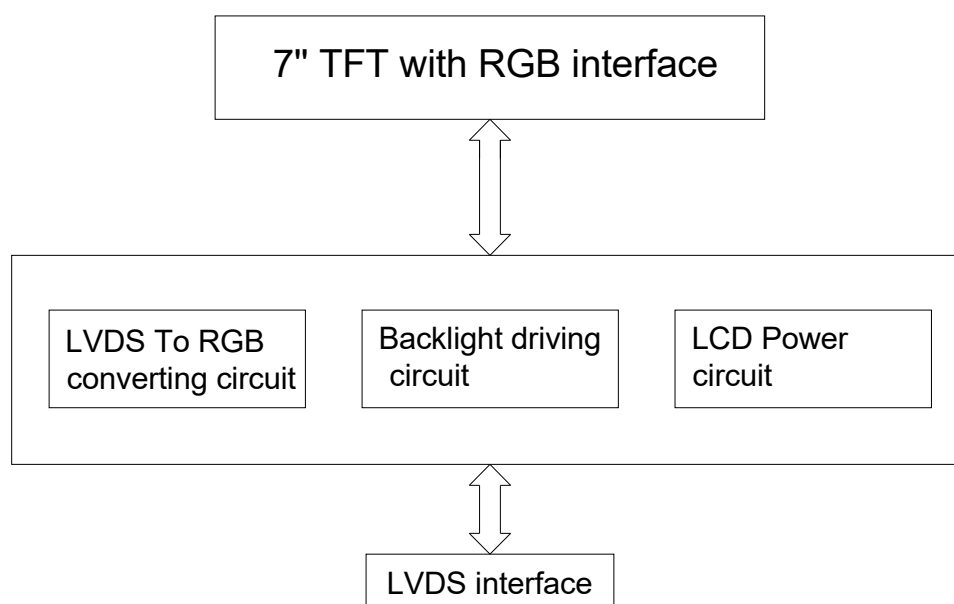 7" TFT with RGB interface
LVDS To RGB
converting circuit
Backlight driving
circuit
LCD Power
circuit
LVDS interface